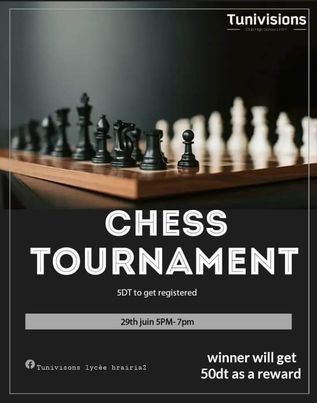 Tunivisions
CHESS
TOURNAMENT
5DT to get registered
29th juin 5PM- 7pm
winner will get
50dt as a reward
Tunivisons lycèe hrairia2